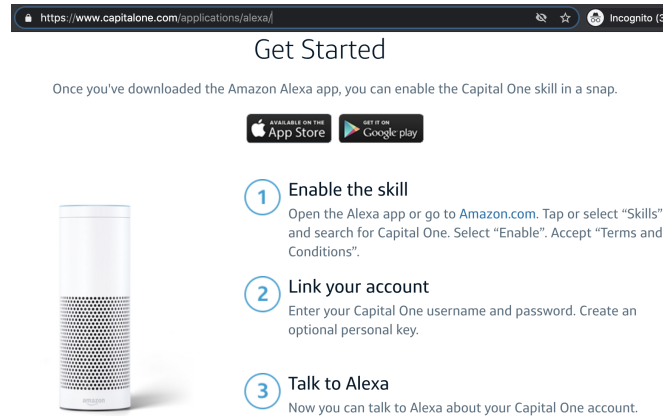 https://www.capitalone.com/applications/alexa/
Incognito (3
Get Started
Once you've downloaded the Amazon Alexa app, you can enable the Capital One skill in a snap.
AVAILABLE ON THE
App Store
GET IT ON
Google play
1
Enable the skill
Open the Alexa app or go to Amazon.com. Tap or select “Skills”
and search for Capital One. Select “Enable”. Accept “Terms and
Conditions”.
2
Link your account
Enter your Capital One username and password. Create an
optional personal key.
3
Talk to Alexa
Now you can talk to Alexa about your Capital One account.
amazon